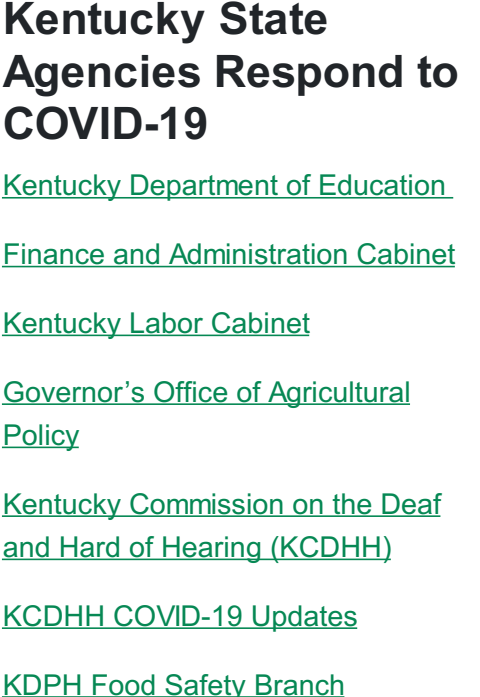 Kentucky State
Agencies Respond to
COVID-19
Kentucky Department of Education
Finance and Administration Cabinet
Kentucky Labor Cabinet
Governor’s Office of Agricultural
Policy
Kentucky Commission on the Deaf
and Hard of Hearing (KCDHH)
KCDHH COVID-19 Updates
KDPH Food Safety Branch